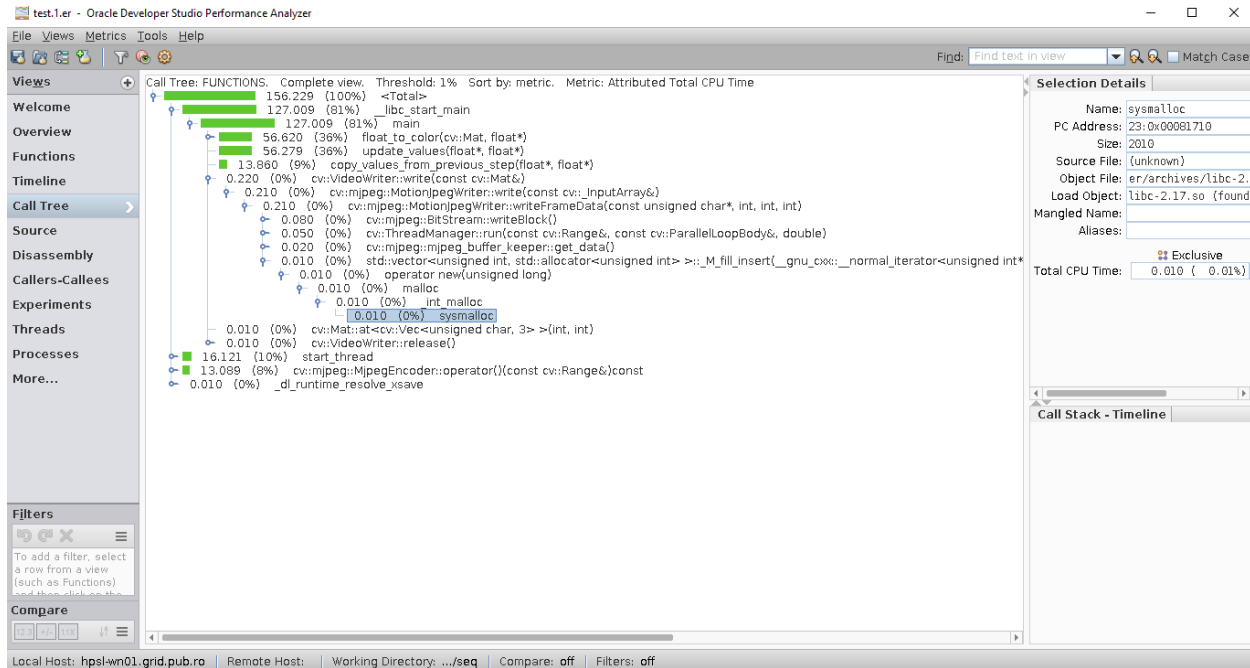 test.1.er - Oracle Developer Studio Performance Analyzer
File Views Metrics Tools Help
Find: Find text in view Match Case
Views
Welcome
Overview
Functions
Timeline
Call Tree
Source
Disassembly
Callers-Callees
Experiments
Threads
Processes
More...
Filters
To add a filter, select
a row from a view
(such as Functions)
and then click on the
Compare
12.3 +/- 1.1X
Call Tree: FUNCTIONS. Complete view. Threshold: 1% Sort by: metric. Metric: Attributed Total CPU Time
156.229 (100%) <Total>
127.009 (81%) __libc_start_main
127.009 (81%) main
56.620 (36%) float_to_color(cv::Mat, float*)
56.279 (36%) update_values(float*, float*)
13.860 (9%) copy_values_from_previous_step(float*, float*)
0.220 (0%) cv::VideoWriter::write(const cv::Mat&)
0.210 (0%) cv::mjpeg::MotionJpegWriter::write(const cv::_InputArray&)
0.210 (0%) cv::mjpeg::MotionJpegWriter::writeFrameData(const unsigned char*, int, int, int)
0.080 (0%) cv::mjpeg::BitStream::writeBlock()
0.050 (0%) cv::ThreadManager::run(const cv::Range&, const cv::ParallelLoopBody&, double)
0.020 (0%) cv::mjpeg::mjpeg_buffer_keeper::get_data()
0.010 (0%) std::vector<unsigned int, std::allocator<unsigned int> >::_M_fill_insert(__gnu_cxx::__normal_iterator<unsigned int*
0.010 (0%) operator new(unsigned long)
0.010 (0%) malloc
0.010 (0%) _int_malloc
0.010 (0%) sysmalloc
0.010 (0%) cv::Mat::at<cv::Vec<unsigned char, 3> >(int, int)
0.010 (0%) cv::VideoWriter::release()
16.121 (10%) start_thread
13.089 (8%) cv::mjpeg::MjpegEncoder::operator()(const cv::Range&)const
0.010 (0%) _dl_runtime_resolve_xsave
Selection Details
Name: sysmalloc
PC Address: 23:0x00081710
Size: 2010
Source File: (unknown)
Object File: er/archives/libc-2.
Load Object: libc-2.17.so (found
Mangled Name:
Aliases:
Exclusive
Total CPU Time: 0.010 ( 0.01%)
Call Stack - Timeline
Local Host: hpsl-wn01.grid.pub.ro Remote Host: Working Directory: .../seq Compare: off Filters: off